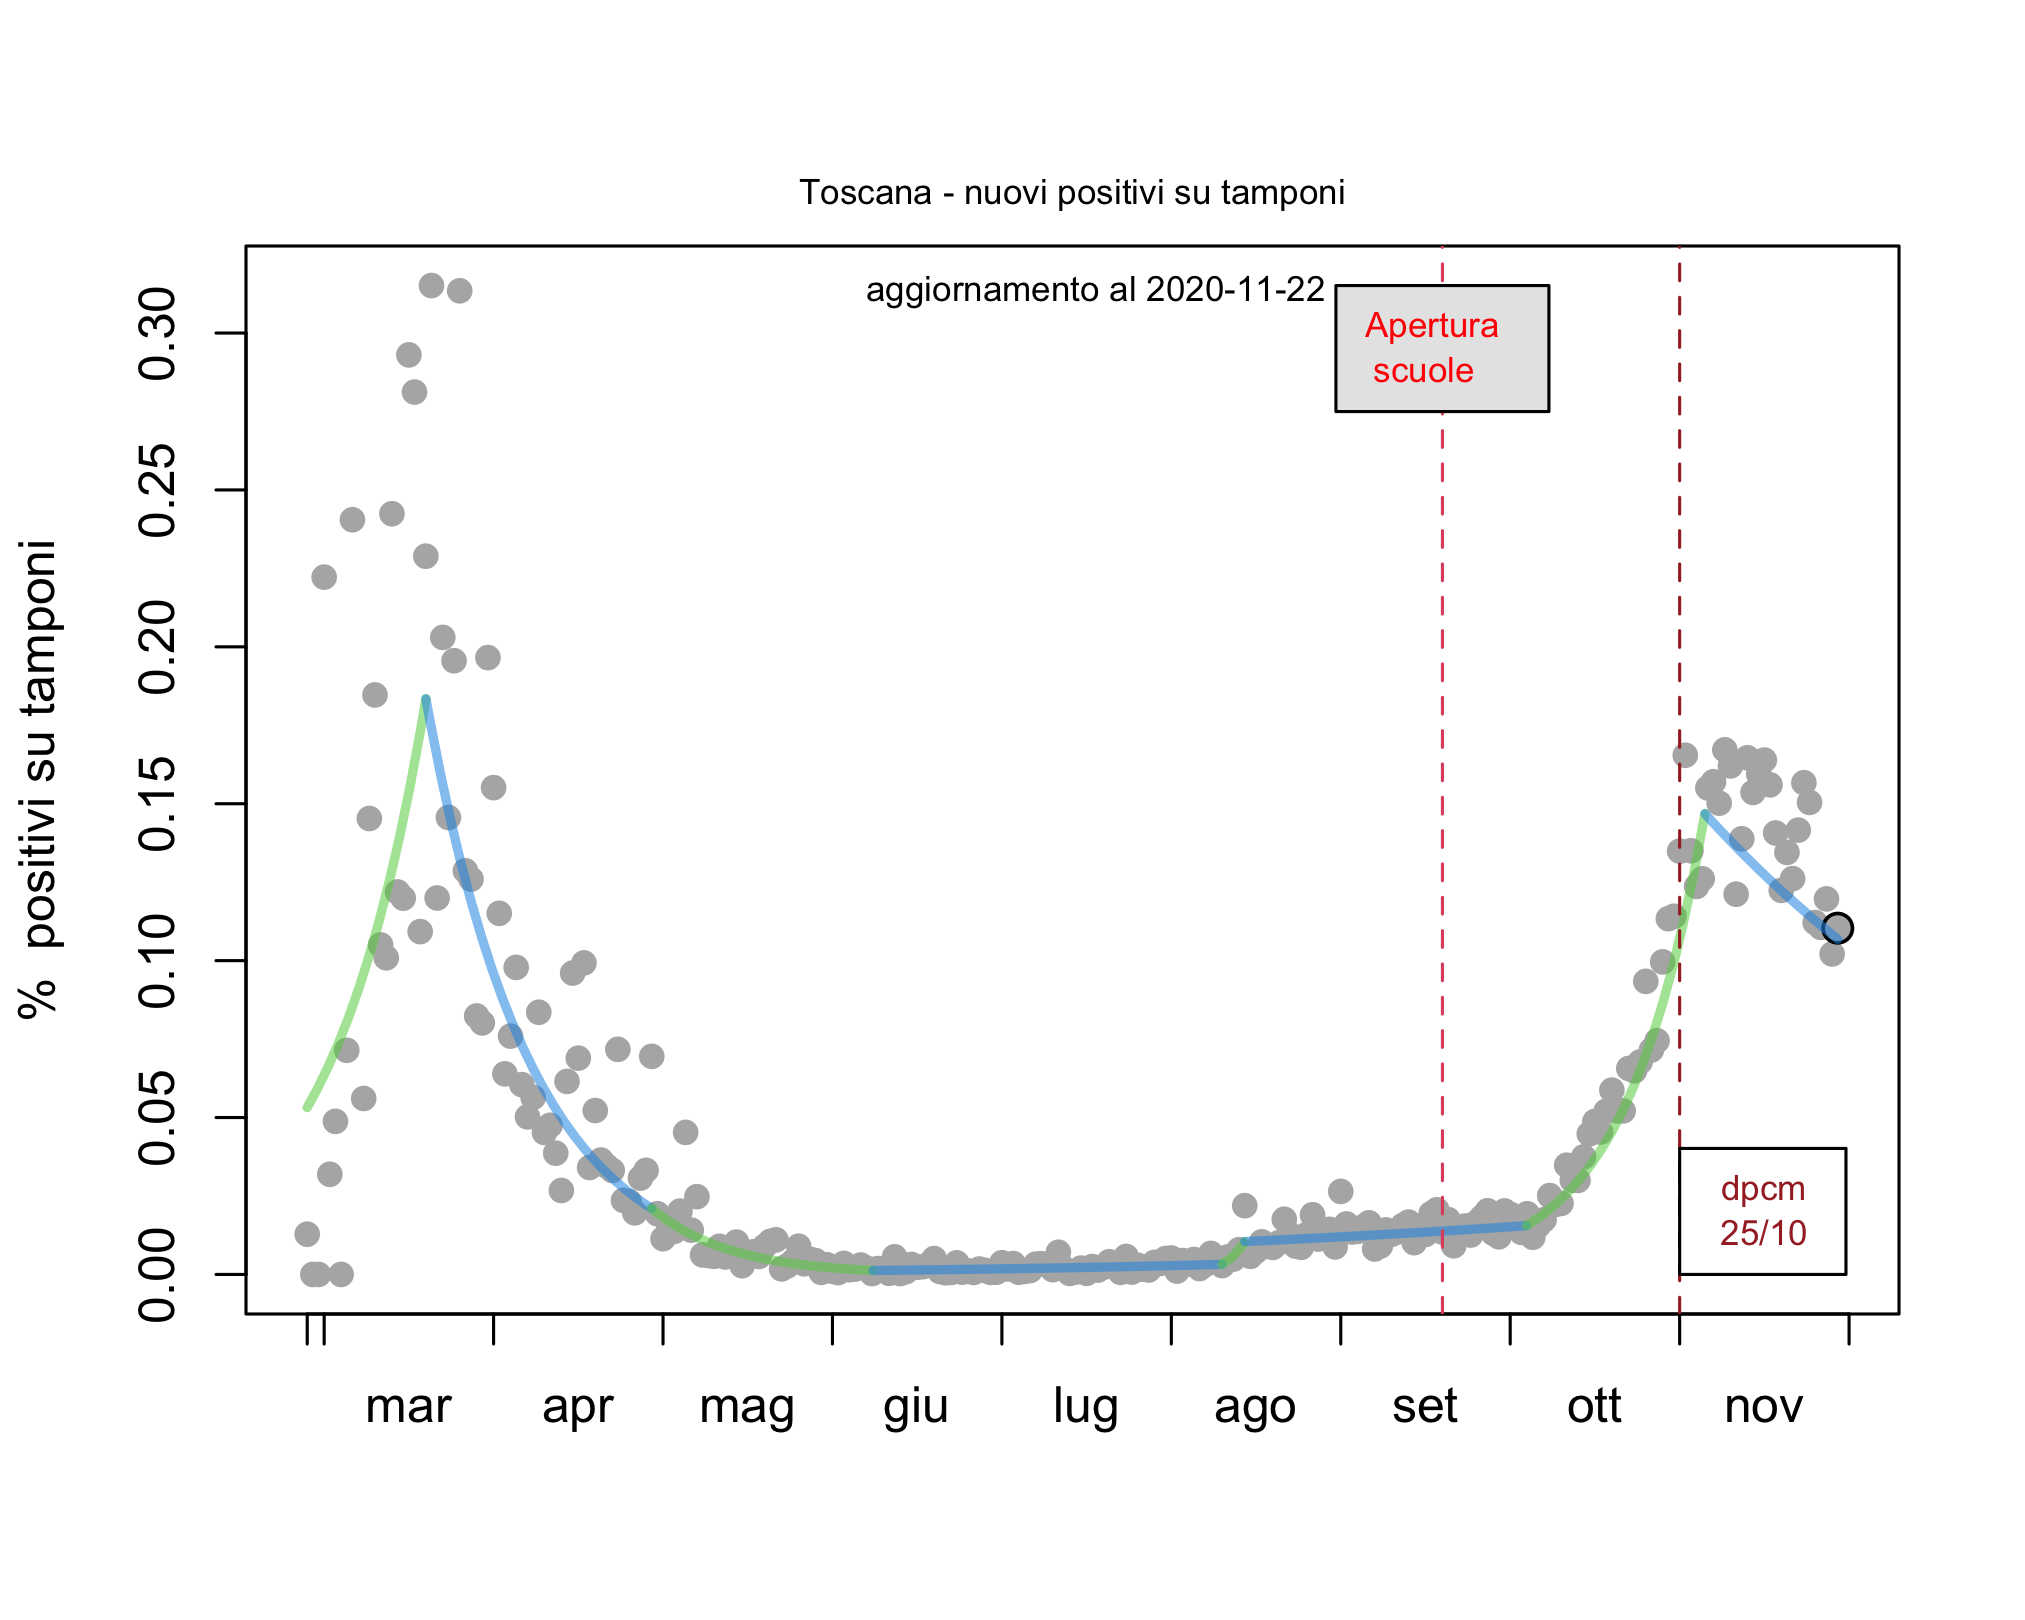 Toscana - nuovi positivi su tamponi
aggiornamento al 2020-11-22
Apertura
scuole
% positivi su tamponi
0.30
0.25
0.20
0.15
0.10
0.05
0.00
dpcm
25/10
mar apr mag giu lug ago set ott nov